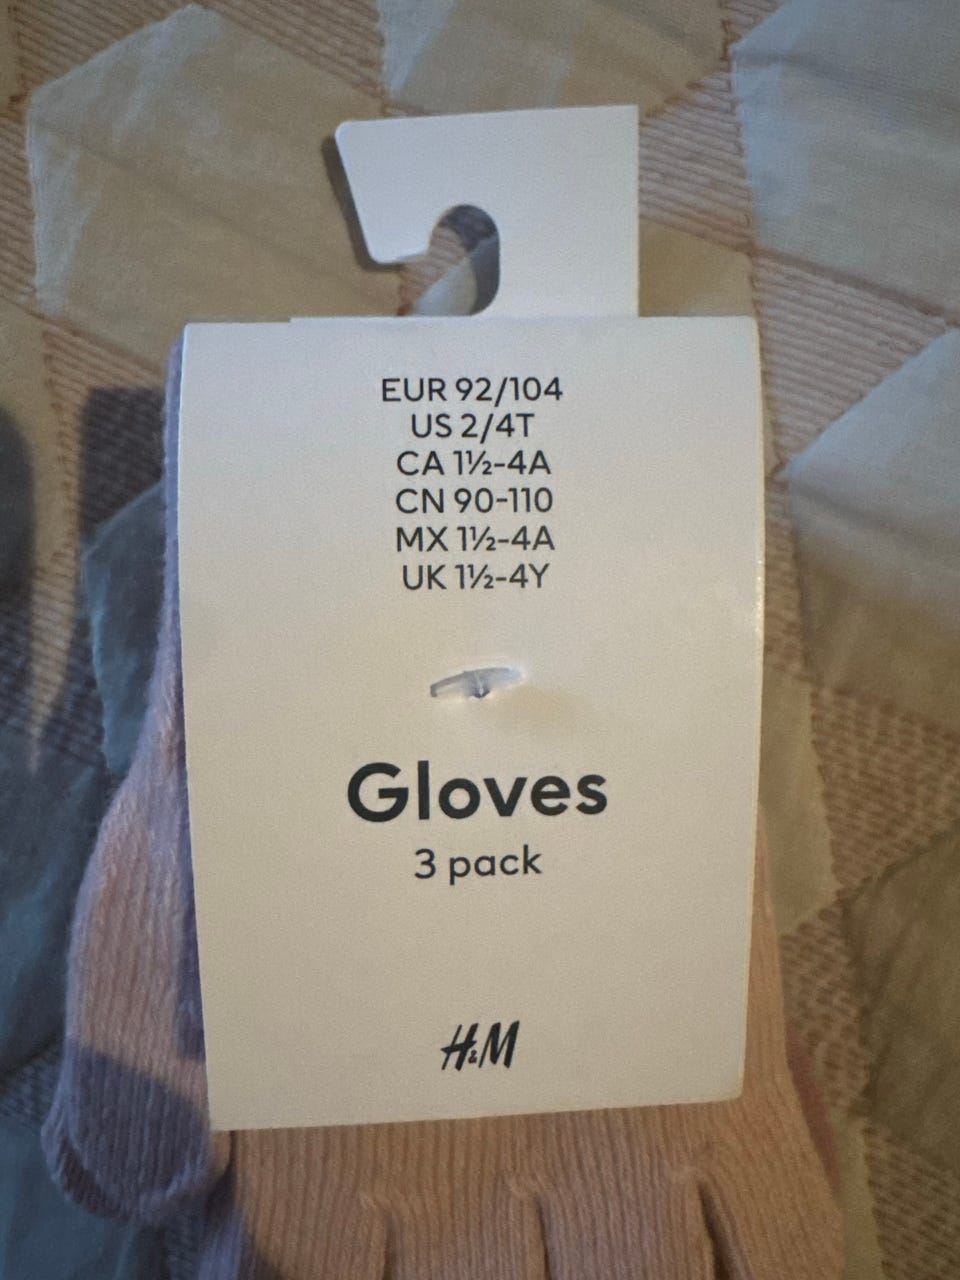 EUR 92/104
US 2/4T
CA 1½-4A
CN 90-110
MX 1½-4A
UK 1½-4Y
Gloves
3 pack
H&M